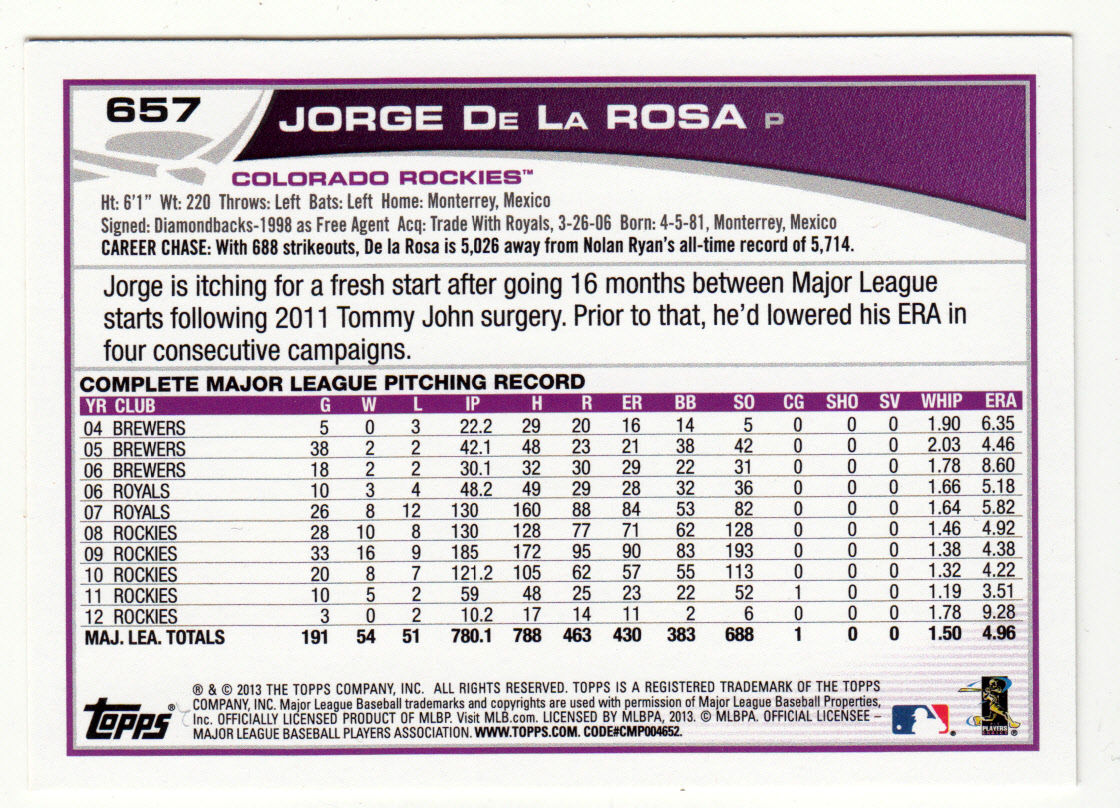 657
JORGE DE LA ROSA P
COLORADO ROCKIES™
Ht: 6'1" Wt: 220 Throws: Left Bats: Left Home: Monterrey, Mexico
Signed: Diamondbacks-1998 as Free Agent Acq: Trade With Royals, 3-26-06 Born: 4-5-81, Monterrey, Mexico
CAREER CHASE: With 688 strikeouts, De la Rosa is 5,026 away from Nolan Ryan's all-time record of 5,714.
Jorge is itching for a fresh start after going 16 months between Major League
starts following 2011 Tommy John surgery. Prior to that, he'd lowered his ERA in
four consecutive campaigns.
COMPLETE MAJOR LEAGUE PITCHING RECORD
YR CLUB G W L IP H R ER BB SO CG SHO SV WHIP ERA
04 BREWERS 5 0 3 22.2 29 20 16 14 5 0 0 0 1.90 6.35
05 BREWERS 38 2 2 42.1 48 23 21 38 42 0 0 0 2.03 4.46
06 BREWERS 18 2 2 30.1 32 30 29 22 31 0 0 0 1.78 8.60
06 ROYALS 10 3 4 48.2 49 29 28 32 36 0 0 0 1.66 5.18
07 ROYALS 26 8 12 130 160 88 84 53 82 0 0 0 1.64 5.82
08 ROCKIES 28 10 8 130 128 77 71 62 128 0 0 0 1.46 4.92
09 ROCKIES 33 16 9 185 172 95 90 83 193 0 0 0 1.38 4.38
10 ROCKIES 20 8 7 121.2 105 62 57 55 113 0 0 0 1.32 4.22
11 ROCKIES 10 5 2 59 48 25 23 22 52 1 0 0 1.19 3.51
12 ROCKIES 3 0 2 10.2 17 14 11 2 6 0 0 0 1.78 9.28
MAJ. LEA. TOTALS 191 54 51 780.1 788 463 430 383 688 1 0 0 1.50 4.96
® & © 2013 THE TOPPS COMPANY, INC. ALL RIGHTS RESERVED. TOPPS IS A REGISTERED TRADEMARK OF THE TOPPS
COMPANY, INC. Major League Baseball trademarks and copyrights are used with permission of Major League Baseball Properties,
Inc. OFFICIALLY LICENSED PRODUCT OF MLBP. Visit MLB.com. LICENSED BY MLBPA, 2013. © MLBPA. OFFICIAL LICENSEE –
MAJOR LEAGUE BASEBALL PLAYERS ASSOCIATION. WWW.TOPPS.COM. CODE#CMP004652.
TOPPS®
PLAYERS